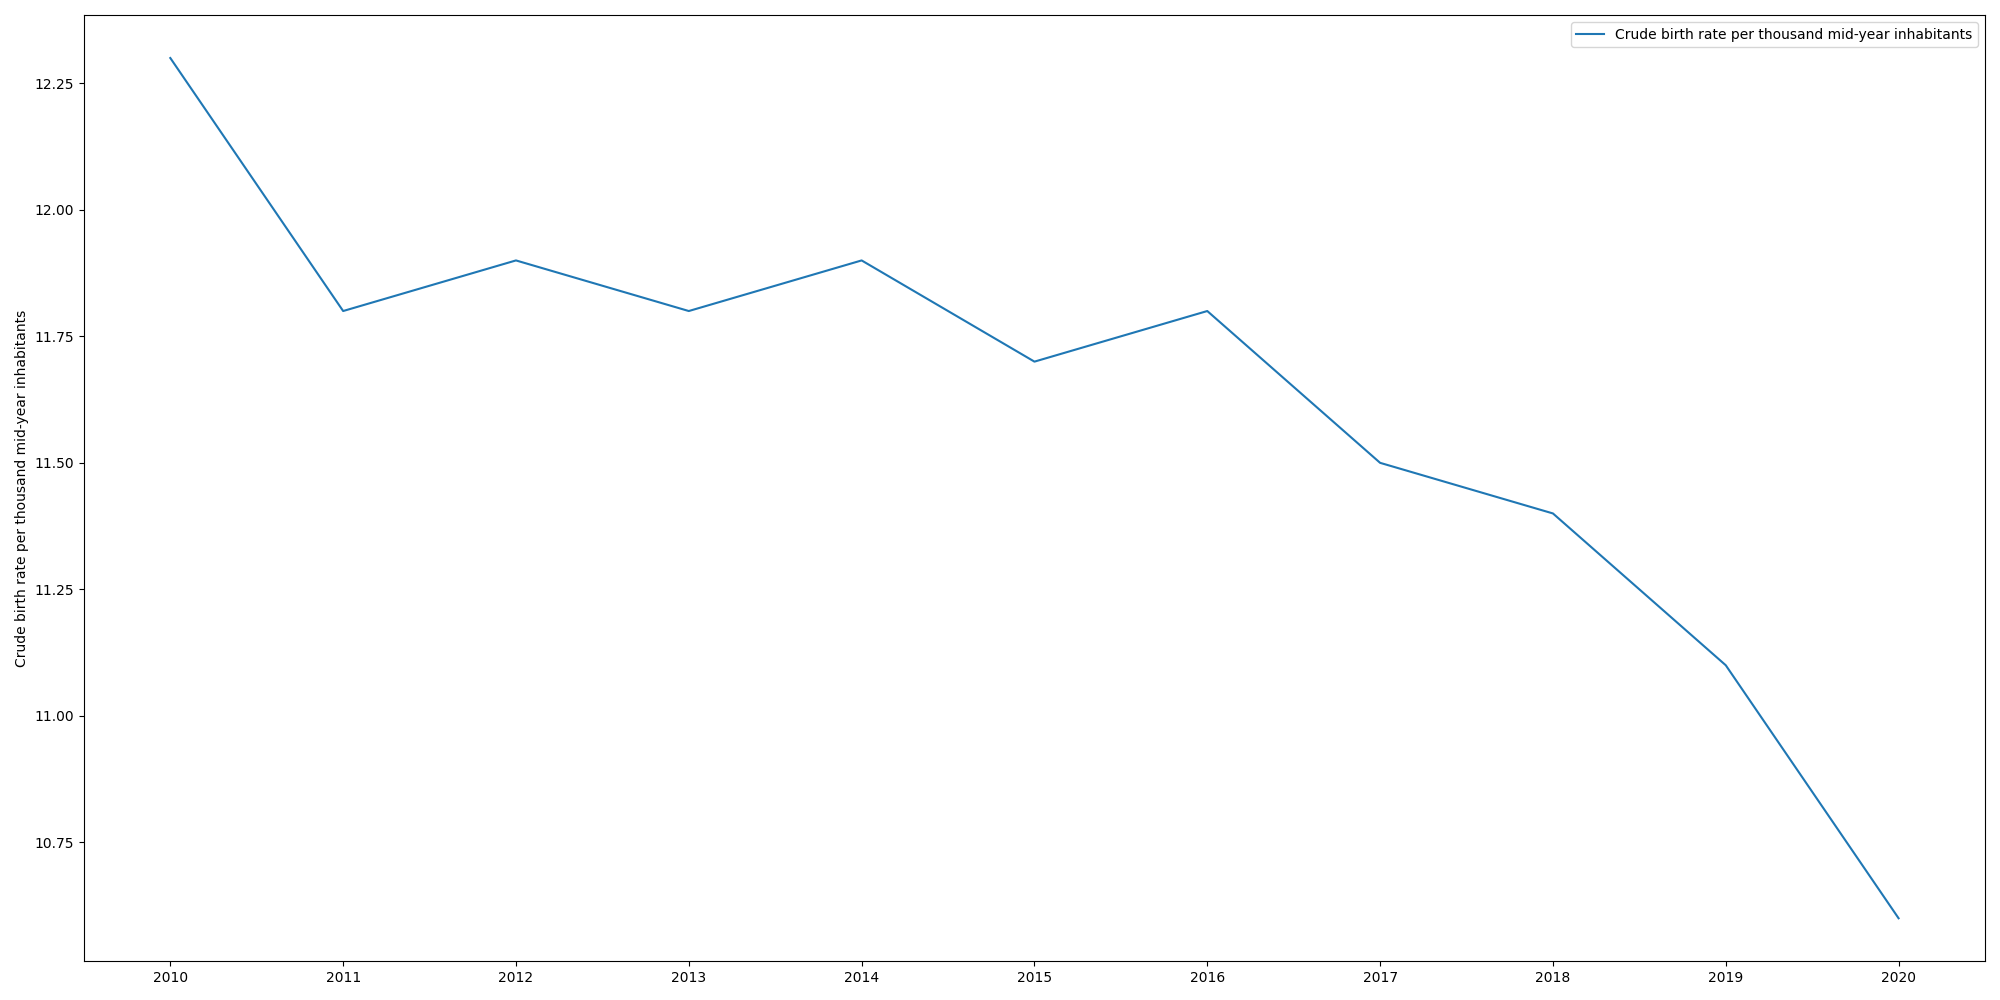 Crude birth rate per thousand mid-year inhabitants
12.25
12.00
11.75
11.50
11.25
11.00
10.75
Crude birth rate per thousand mid-year inhabitants
2010 2011 2012 2013 2014 2015 2016 2017 2018 2019 2020